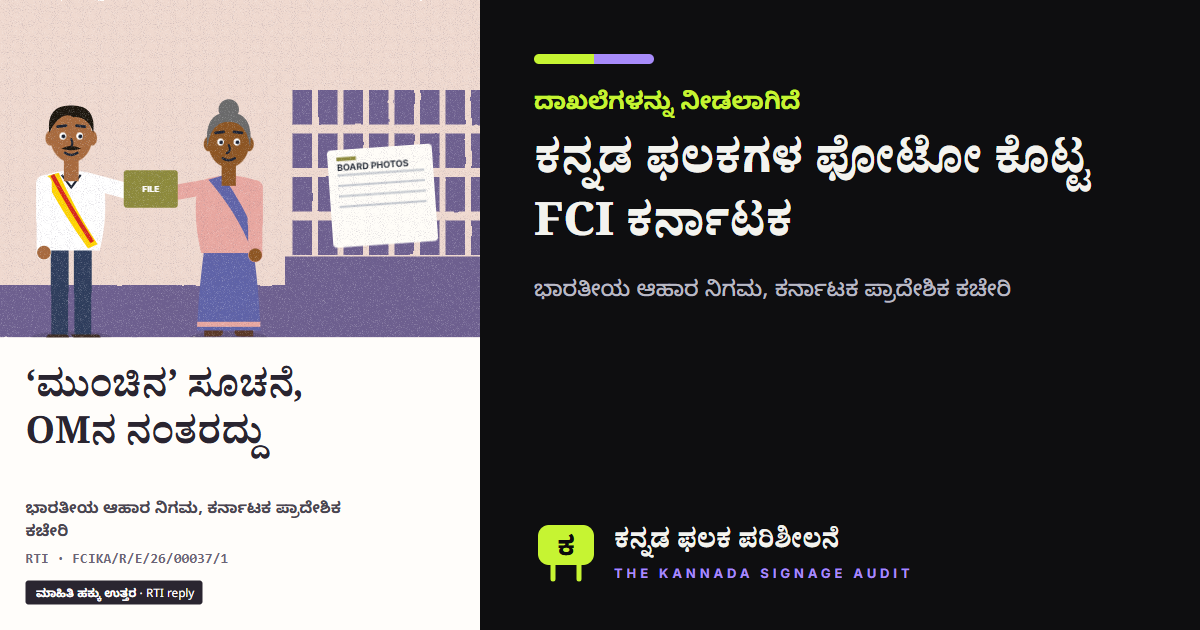 FILE
BOARD PHOTOS
‘ಮುಂಚಿನ’ ಸೂಚನೆ,
OMನ ನಂತರದ್ದು
ಭಾರತೀಯ ಆಹಾರ ನಿಗಮ, ಕರ್ನಾಟಕ ಪ್ರಾದೇಶಿಕ
ಕಚೇರಿ
RTI · FCIKA/R/E/26/00037/1
ಮಾಹಿತಿ ಹಕ್ಕು ಉತ್ತರ · RTI reply
ದಾಖಲೆಗಳನ್ನು ನೀಡಲಾಗಿದೆ
ಕನ್ನಡ ಫಲಕಗಳ ಫೋಟೋ ಕೊಟ್ಟ
FCI ಕರ್ನಾಟಕ
ಭಾರತೀಯ ಆಹಾರ ನಿಗಮ, ಕರ್ನಾಟಕ ಪ್ರಾದೇಶಿಕ ಕಚೇರಿ
ಕ
ಕನ್ನಡ ಫಲಕ ಪರಿಶೀಲನೆ
THE KANNADA SIGNAGE AUDIT